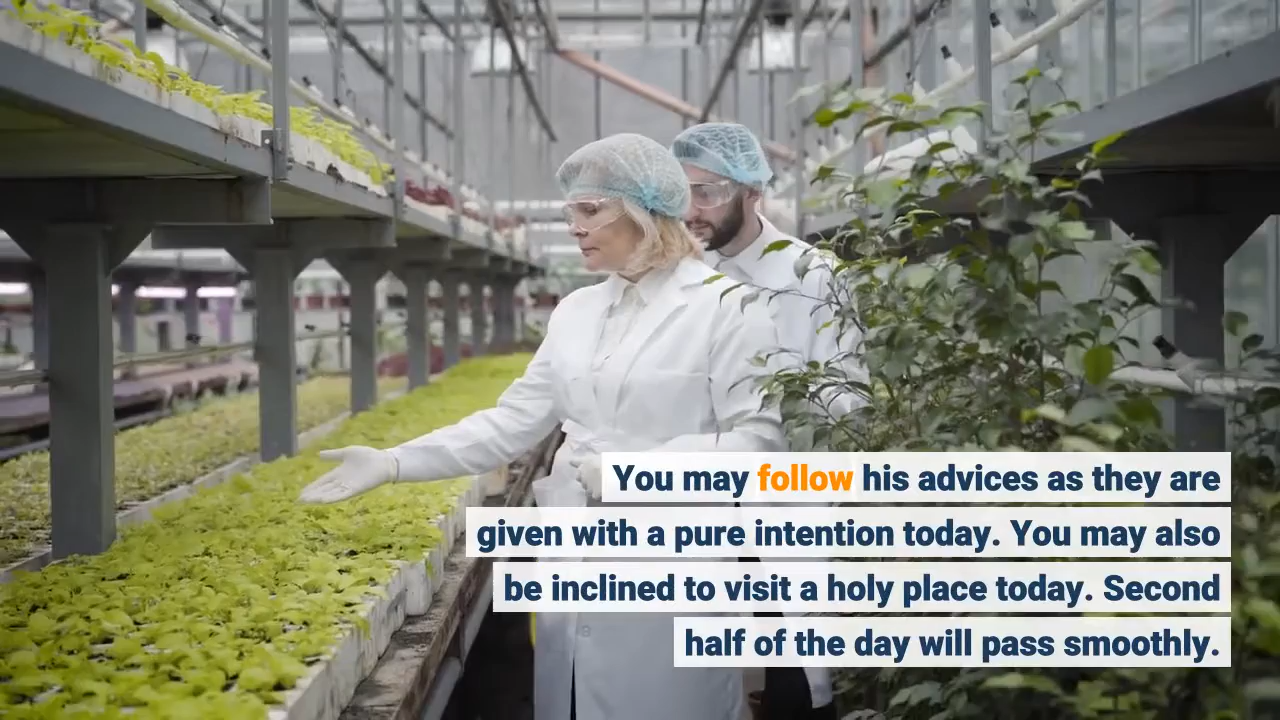 You may follow his advices as they are
given with a pure intention today. You may also
be inclined to visit a holy place today. Second
half of the day will pass smoothly.